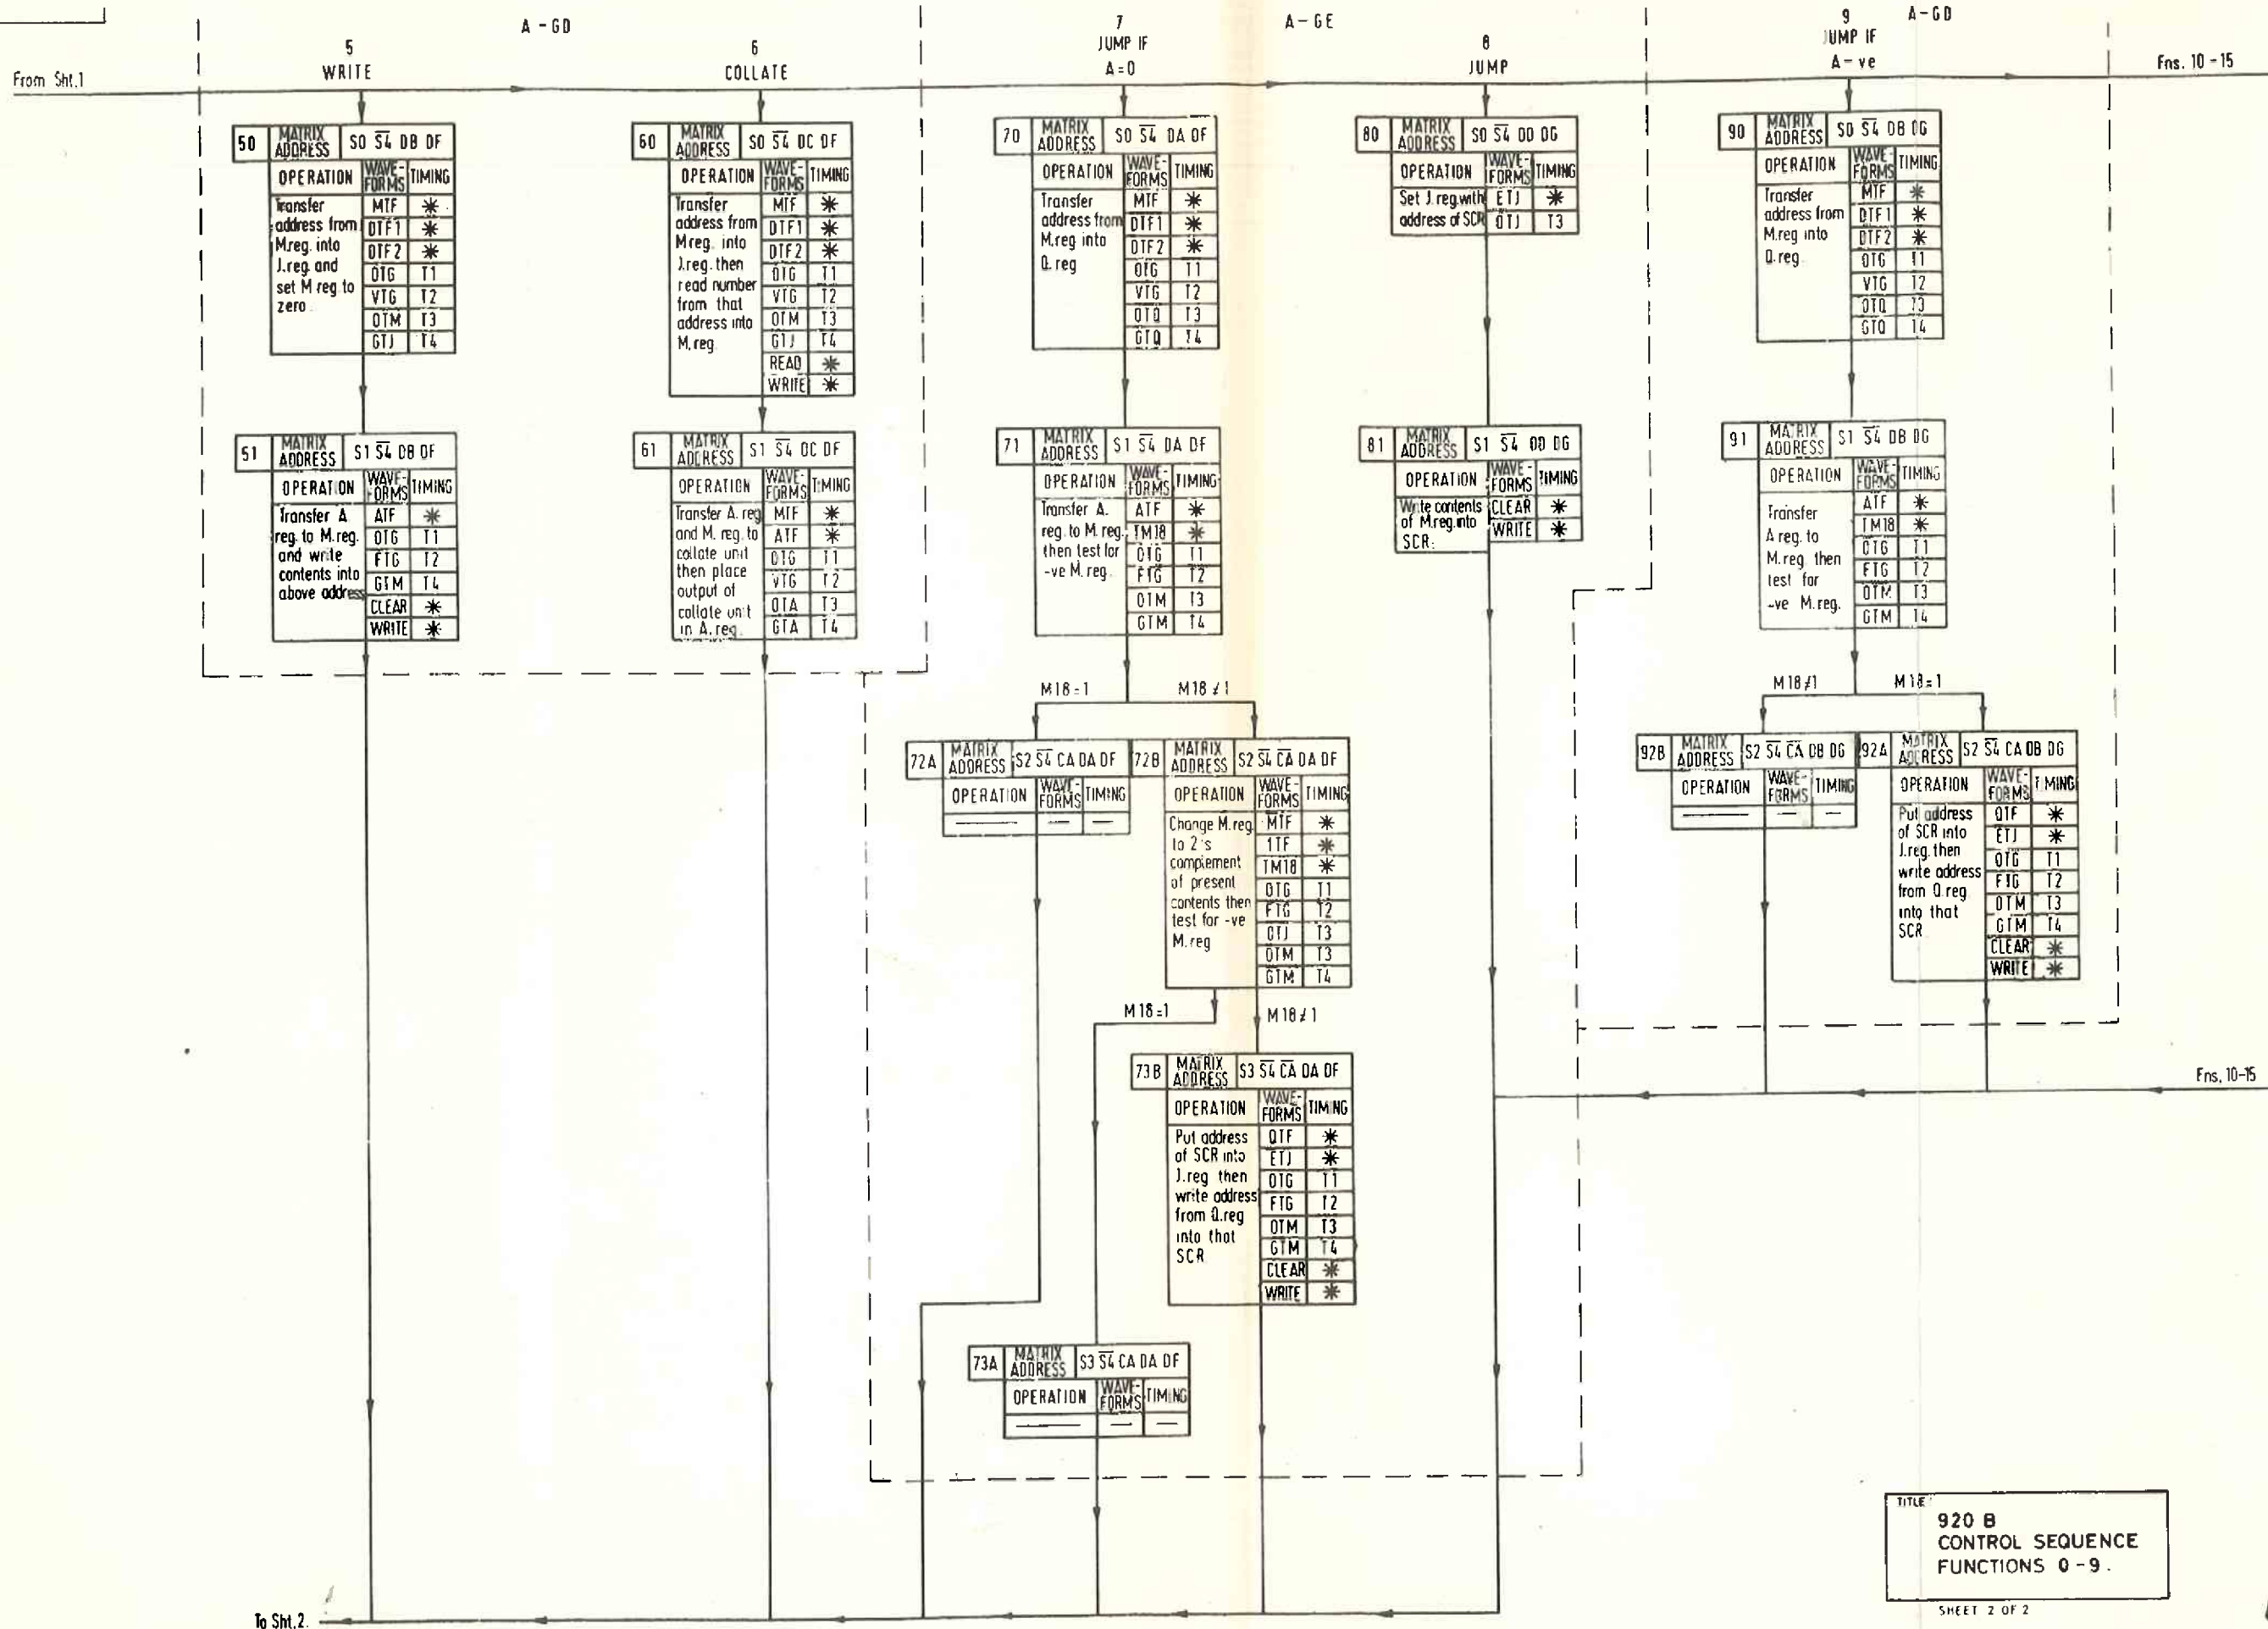 A-GD
7
A-GE
9
A-GD
5
6
JUMP IF
8
JUMP IF
WRITE
COLLATE
A=0
JUMP
A-ve
Fns. 10-15
From Sht.1
50 MATRIX ADDRESS S0 S̅4̅ DB DF
OPERATION WAVE-FORMS TIMING
Transfer address from M.reg. into J.reg. and set M reg. to zero.
MTF *
OTF1 *
OTF2 *
OTG T1
VTG T2
OTM T3
GTJ T4
60 MATRIX ADDRESS S0 S̅4̅ DC DF
OPERATION WAVE-FORMS TIMING
Transfer address from M.reg. into J.reg. then read number from that address into M.reg
MTF *
OTF1 *
OTF2 *
OTG T1
VTG T2
OTM T3
GTJ T4
READ *
WRITE *
70 MATRIX ADDRESS S0 S̅4̅ DA DF
OPERATION WAVE-FORMS TIMING
Transfer address from M.reg into Q.reg
MTF *
OTF1 *
OTF2 *
OTG T1
VTG T2
OTQ T3
GTQ T4
80 MATRIX ADDRESS S0 S̅4̅ DD DG
OPERATION WAVE-FORMS TIMING
Set J.reg.with address of SCR
ETJ *
OTJ T3
90 MATRIX ADDRESS S0 S̅4̅ DB DG
OPERATION WAVE-FORMS TIMING
Transfer address from M.reg into Q.reg
MTF *
OTF1 *
OTF2 *
OTG T1
VTG T2
OTQ T3
GTQ T4
51 MATRIX ADDRESS S1 S̅4̅ DB DF
OPERATION WAVE-FORMS TIMING
Transfer A reg. to M.reg. and write contents into above address
ATF *
OTG T1
FTG T2
GTM T4
CLEAR *
WRITE *
61 MATRIX ADDRESS S1 S̅4̅ DC DF
OPERATION WAVE-FORMS TIMING
Transfer A. reg and M. reg. to collate unit then place output of collate unit in A.reg.
MTF *
ATF *
OTG T1
VTG T2
OTA T3
GTA T4
71 MATRIX ADDRESS S1 S̅4̅ DA DF
OPERATION WAVE-FORMS TIMING
Transfer A. reg. to M.reg. then test for -ve M.reg.
ATF *
TM18 *
OTG T1
FTG T2
OTM T3
GTM T4
81 MATRIX ADDRESS S1 S̅4̅ DD DG
OPERATION WAVE-FORMS TIMING
Write contents of M.reg.into SCR.
CLEAR *
WRITE *
91 MATRIX ADDRESS S1 S̅4̅ DB DG
OPERATION WAVE-FORMS TIMING
Transfer A reg. to M.reg. then test for -ve M.reg.
ATF *
TM18 *
OTG T1
FTG T2
OTM T3
GTM T4
M18=1 M18≠1
M18≠1 M18=1
72A MATRIX ADDRESS S2 S̅4̅ CA DA DF
OPERATION WAVE-FORMS TIMING
— — —
72B MATRIX ADDRESS S2 S̅4̅ C̅A̅ DA DF
OPERATION WAVE-FORMS TIMING
Change M.reg to 2's complement of present contents then test for -ve M.reg
MTF *
1TF *
TM18 *
OTG T1
FTG T2
OTJ T3
OTM T3
GTM T4
92B MATRIX ADDRESS S2 S̅4̅ C̅A̅ DB DG
OPERATION WAVE-FORMS TIMING
— — —
92A MATRIX ADDRESS S2 S̅4̅ CA DB DG
OPERATION WAVE-FORMS TIMING
Put address of SCR into J.reg. then write address from Q.reg into that SCR
QTF *
ETJ *
OTG T1
FTG T2
OTM T3
GTM T4
CLEAR *
WRITE *
M18=1 M18≠1
73B MATRIX ADDRESS S3 S̅4̅ C̅A̅ DA DF
OPERATION WAVE-FORMS TIMING
Put address of SCR into J.reg then write address from Q.reg into that SCR
QTF *
ETJ *
OTG T1
FTG T2
OTM T3
GTM T4
CLEAR *
WRITE *
Fns. 10-15
73A MATRIX ADDRESS S3 S̅4̅ CA DA DF
OPERATION WAVE-FORMS TIMING
— — —
To Sht.2.
TITLE
920 B
CONTROL SEQUENCE
FUNCTIONS 0-9.
SHEET 2 OF 2